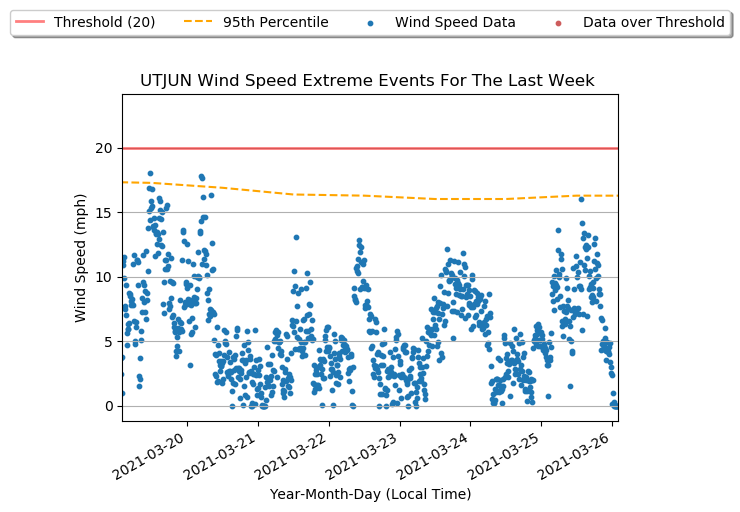 Threshold (20) 95th Percentile Wind Speed Data Data over Threshold
UTJUN Wind Speed Extreme Events For The Last Week
Wind Speed (mph)
20
15
10
5
0
2021-03-20 2021-03-21 2021-03-22 2021-03-23 2021-03-24 2021-03-25 2021-03-26
Year-Month-Day (Local Time)